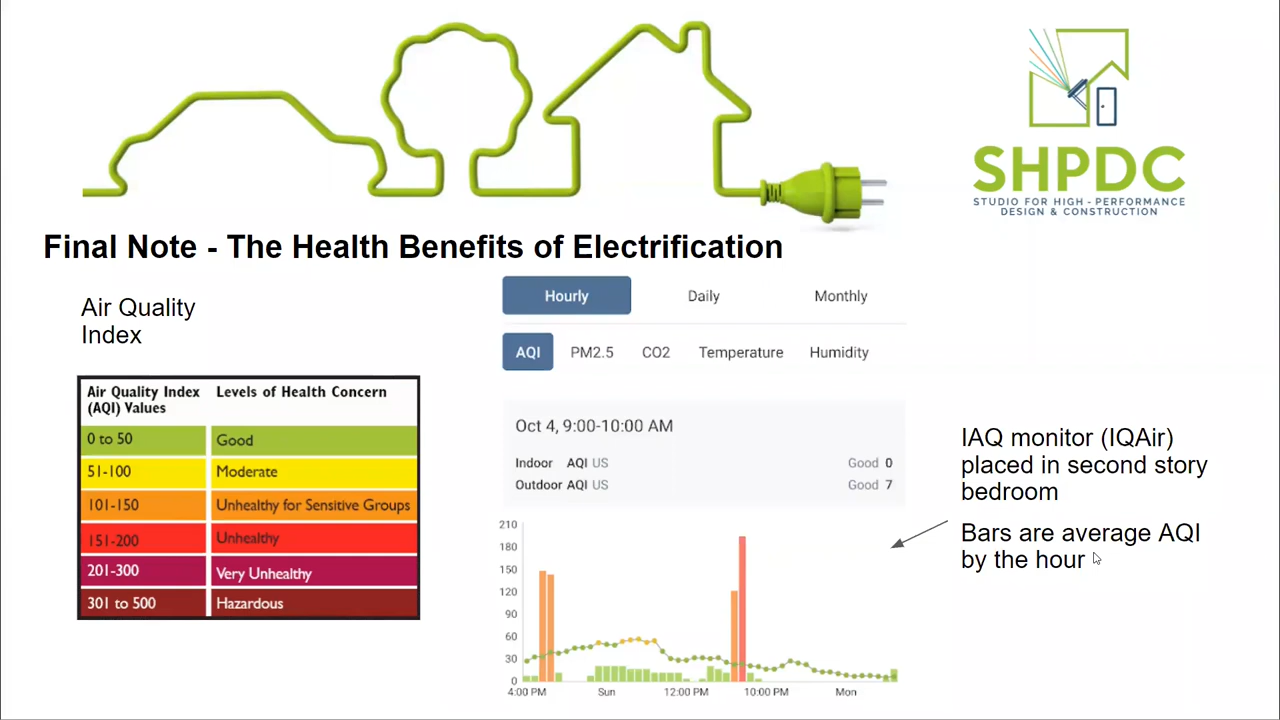 SHPDC
STUDIO FOR HIGH - PERFORMANCE
DESIGN & CONSTRUCTION
Final Note - The Health Benefits of Electrification
Air Quality
Index
Air Quality Index
(AQI) Values
Levels of Health Concern
0 to 50
Good
51-100
Moderate
101-150
Unhealthy for Sensitive Groups
151-200
Unhealthy
201-300
Very Unhealthy
301 to 500
Hazardous
Hourly
Daily
Monthly
AQI
PM2.5
CO2
Temperature
Humidity
Oct 4, 9:00-10:00 AM
Indoor AQI US Good 0
Outdoor AQI US Good 7
210
180
150
120
90
60
30
0
4:00 PM
Sun
12:00 PM
10:00 PM
Mon
IAQ monitor (IQAir)
placed in second story
bedroom
Bars are average AQI
by the hour